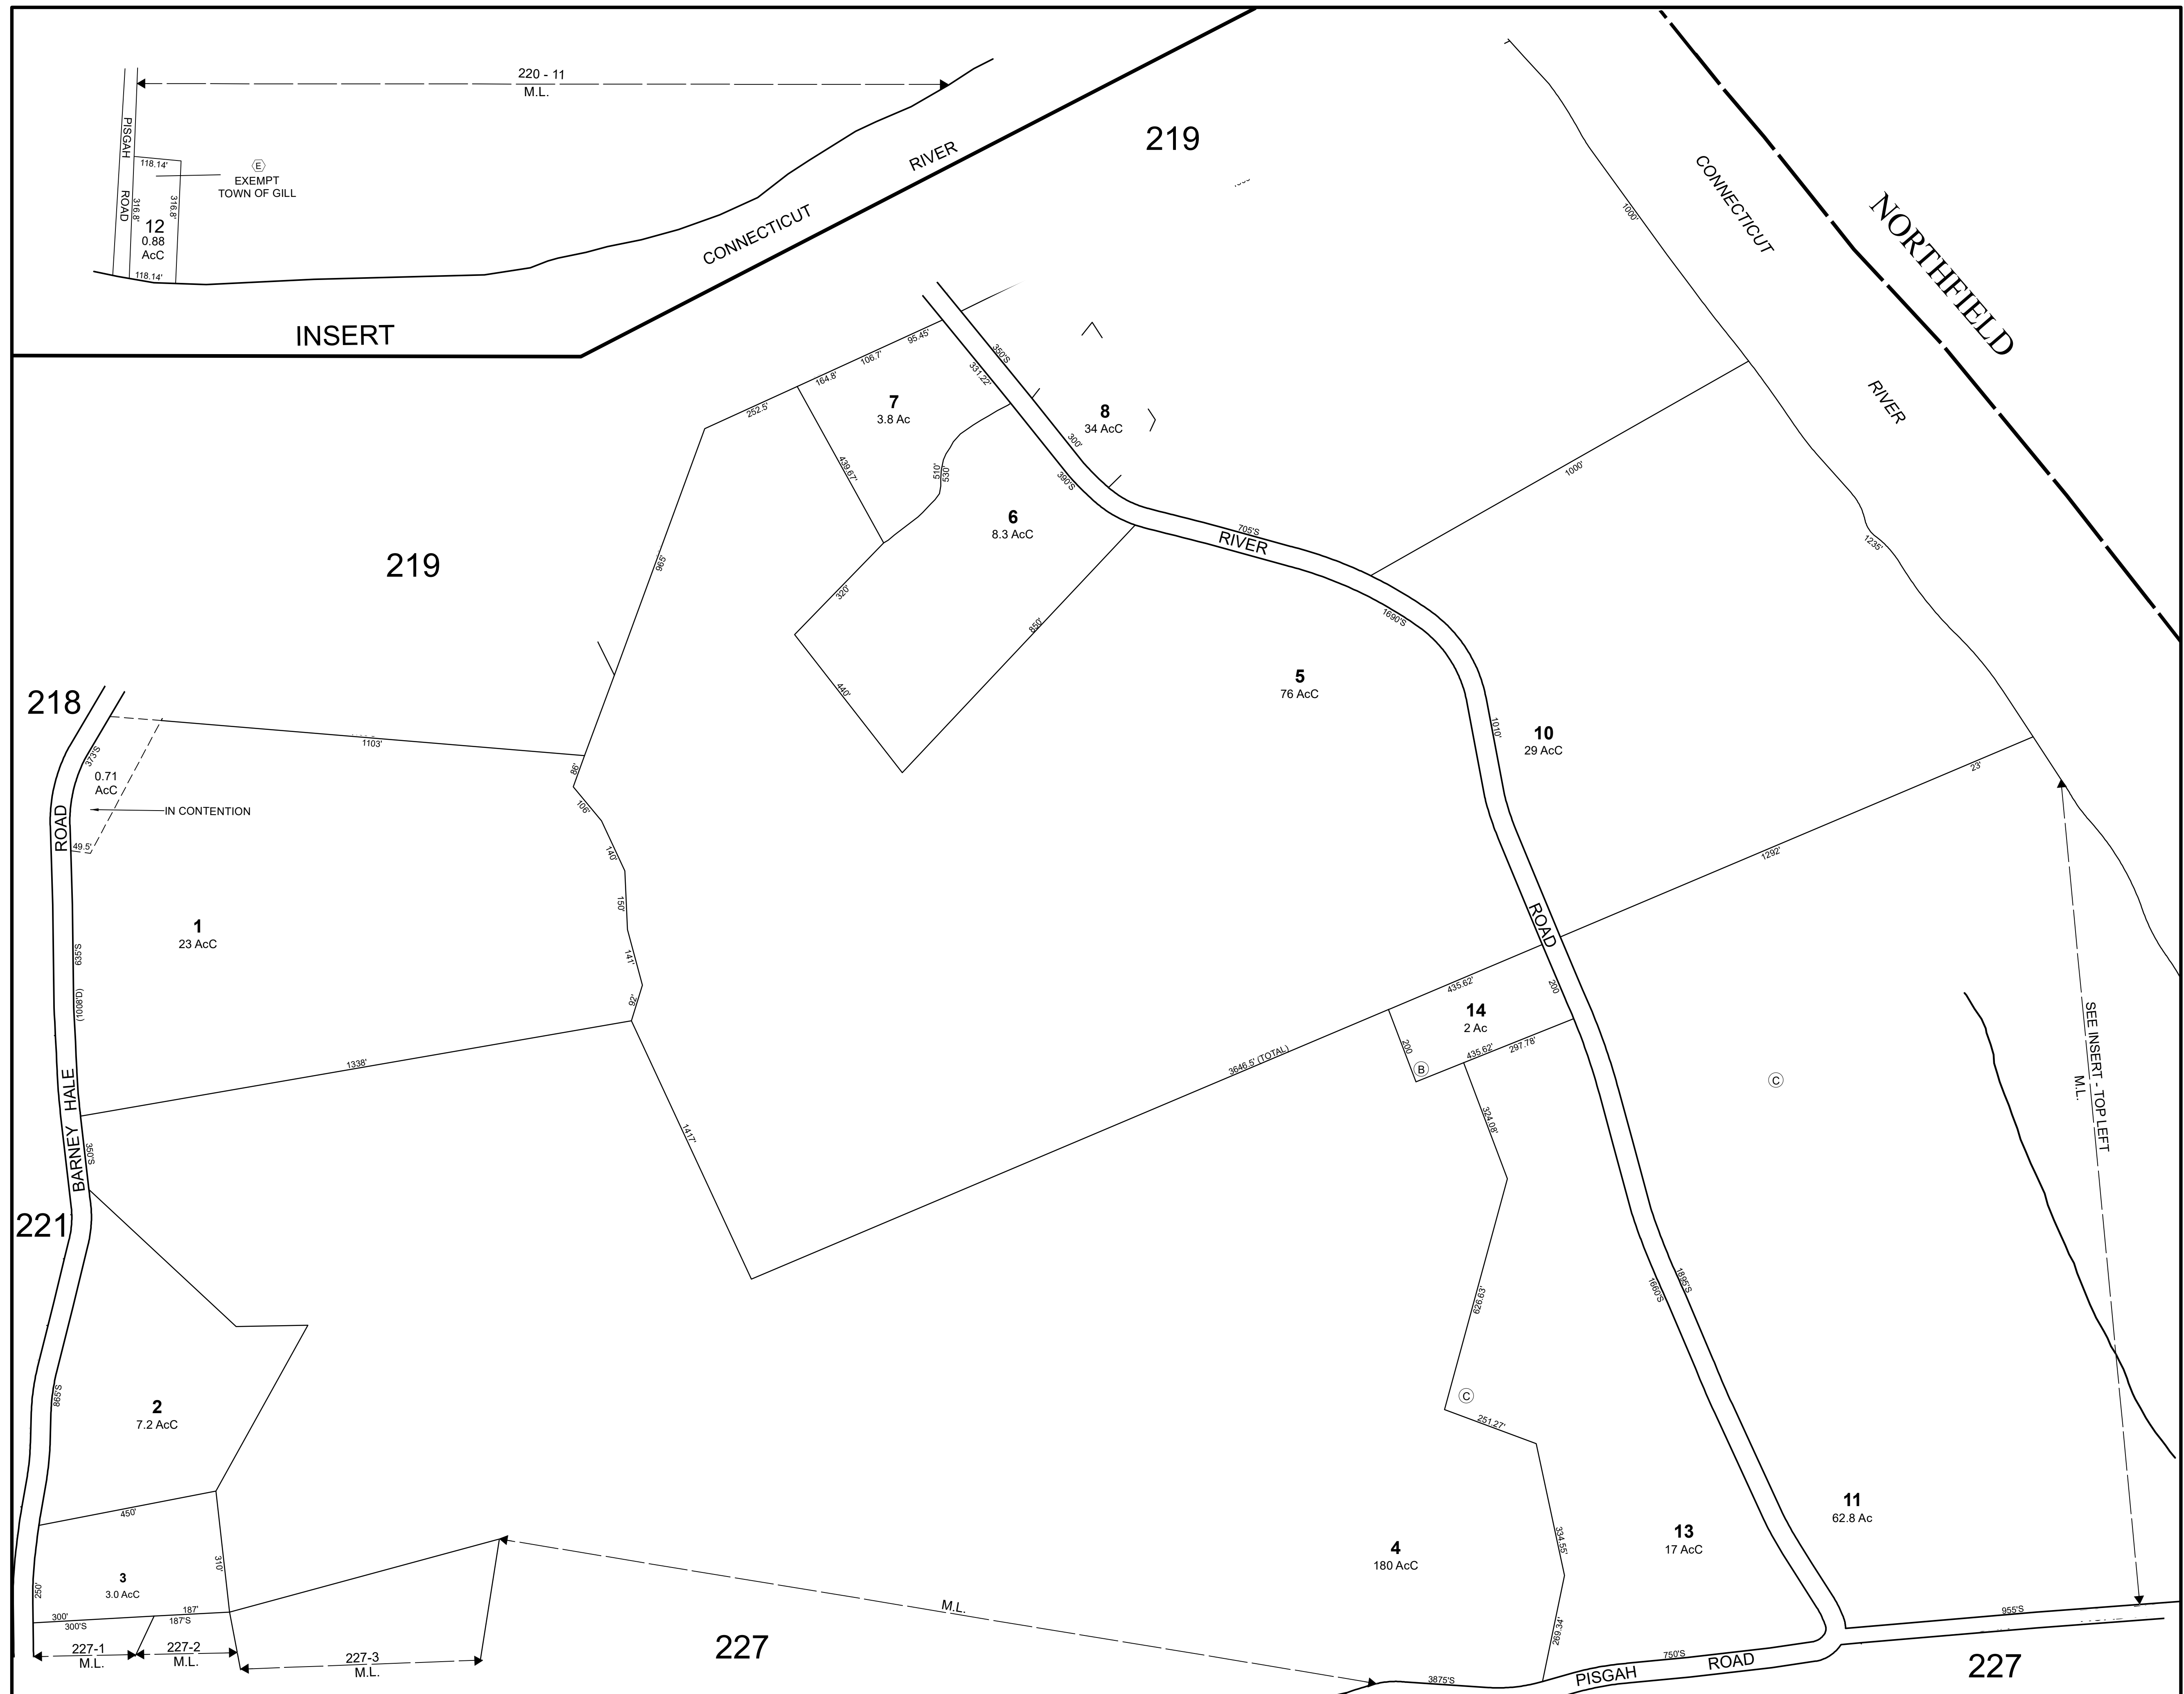 220 - 11
M.L.
PISGAH ROAD
118.14'
316.8'
316.8'
12
0.88
AcC
118.14'
E
EXEMPT
TOWN OF GILL
CONNECTICUT RIVER
INSERT
219
CONNECTICUT RIVER
NORTHFIELD
1000'
1000'
1235'
350'S
331.22'
95.45'
106.7'
164.8'
252.5'
7
3.8 Ac
439.67'
510'
530'
8
34 AcC
300'
390'S
6
8.3 AcC
705'S
RIVER
219
965'
320'
850'
440'
1690'S
5
76 AcC
1010'
10
29 AcC
23'
1292'
ROAD
218
373'S
1103'
0.71
AcC
IN CONTENTION
ROAD
49.5'
86'
106'
140'
150'
141'
92'
1
23 AcC
635'S
(1008'D)
1338'
BARNEY HALE
350'S
221
1417'
3646.5' (TOTAL)
435.62'
200
14
2 Ac
200
435.62'
297.78'
B
324.08'
C
SEE INSERT - TOP LEFT
M.L.
626.63'
C
251.27'
1660'S
1895'S
865'S
2
7.2 AcC
450'
310'
250'
3
3.0 AcC
300'
300'S
187'
187'S
227-1
M.L.
227-2
M.L.
227-3
M.L.
M.L.
227
4
180 AcC
334.55'
269.34'
13
17 AcC
11
62.8 Ac
955'S
750'S
3875'S
PISGAH ROAD
227